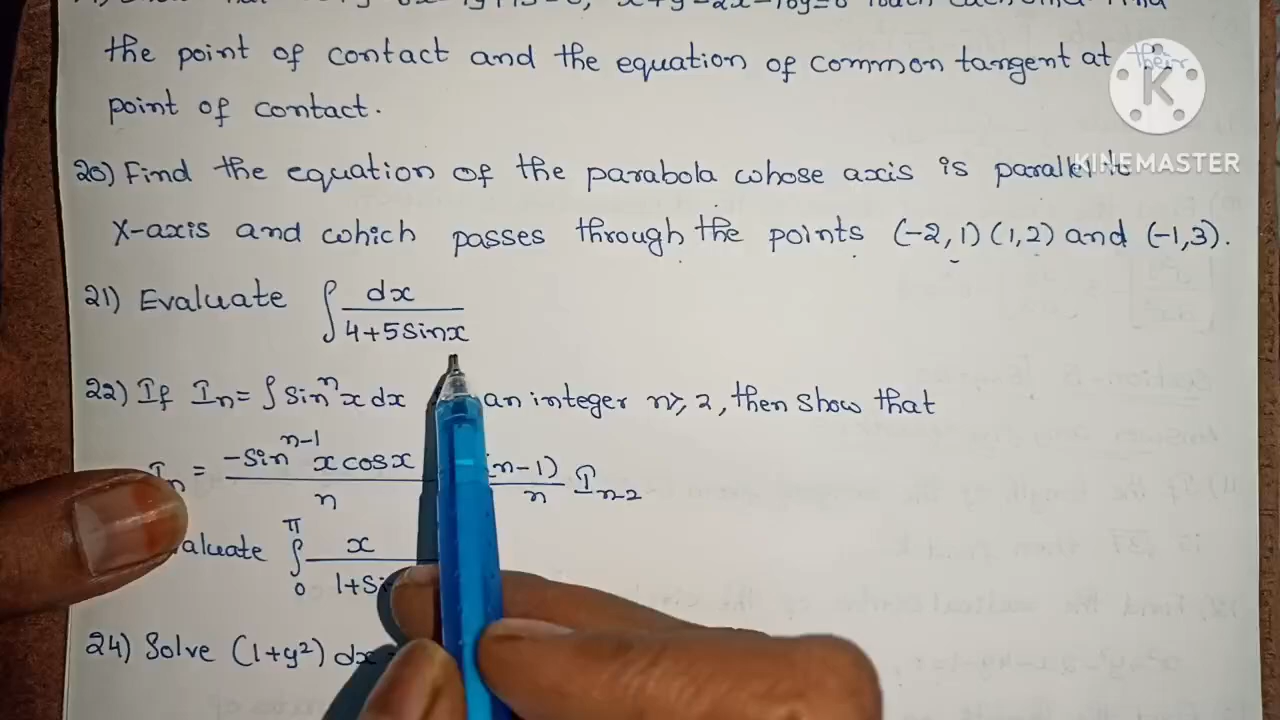 the point of contact and the equation of common tangent at their
point of contact.
K
KINEMASTER
20) Find the equation of the parabola whose axis is parallel to
X-axis and which passes through the points (-2,1) (1,2) and (-1,3).
21) Evaluate ∫ dx / 4+5sinx
22) If Iₙ = ∫ Sinⁿx dx an integer n≥2, then show that
Iₙ = -Sinⁿ⁻¹x cosx / n (n-1) / n Iₙ₋₂
aluate ∫₀^π x / 1+Si
24) Solve (1+y²) dx